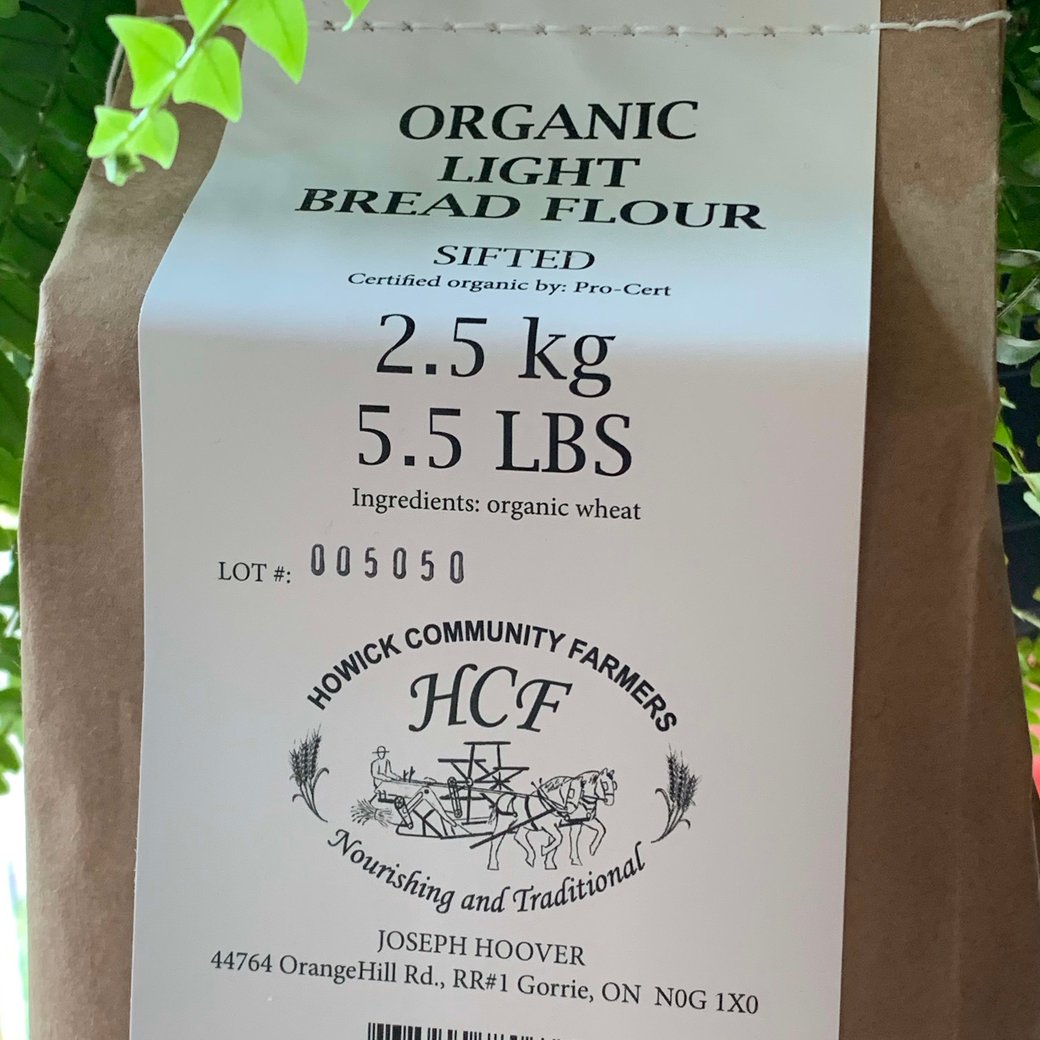 ORGANIC
LIGHT
BREAD FLOUR
SIFTED
Certified organic by: Pro-Cert
2.5 kg
5.5 LBS
Ingredients: organic wheat
LOT #: 005050
HOWICK COMMUNITY FARMERS
HCF
Nourishing and Traditional
JOSEPH HOOVER
44764 OrangeHill Rd., RR#1 Gorrie, ON N0G 1X0